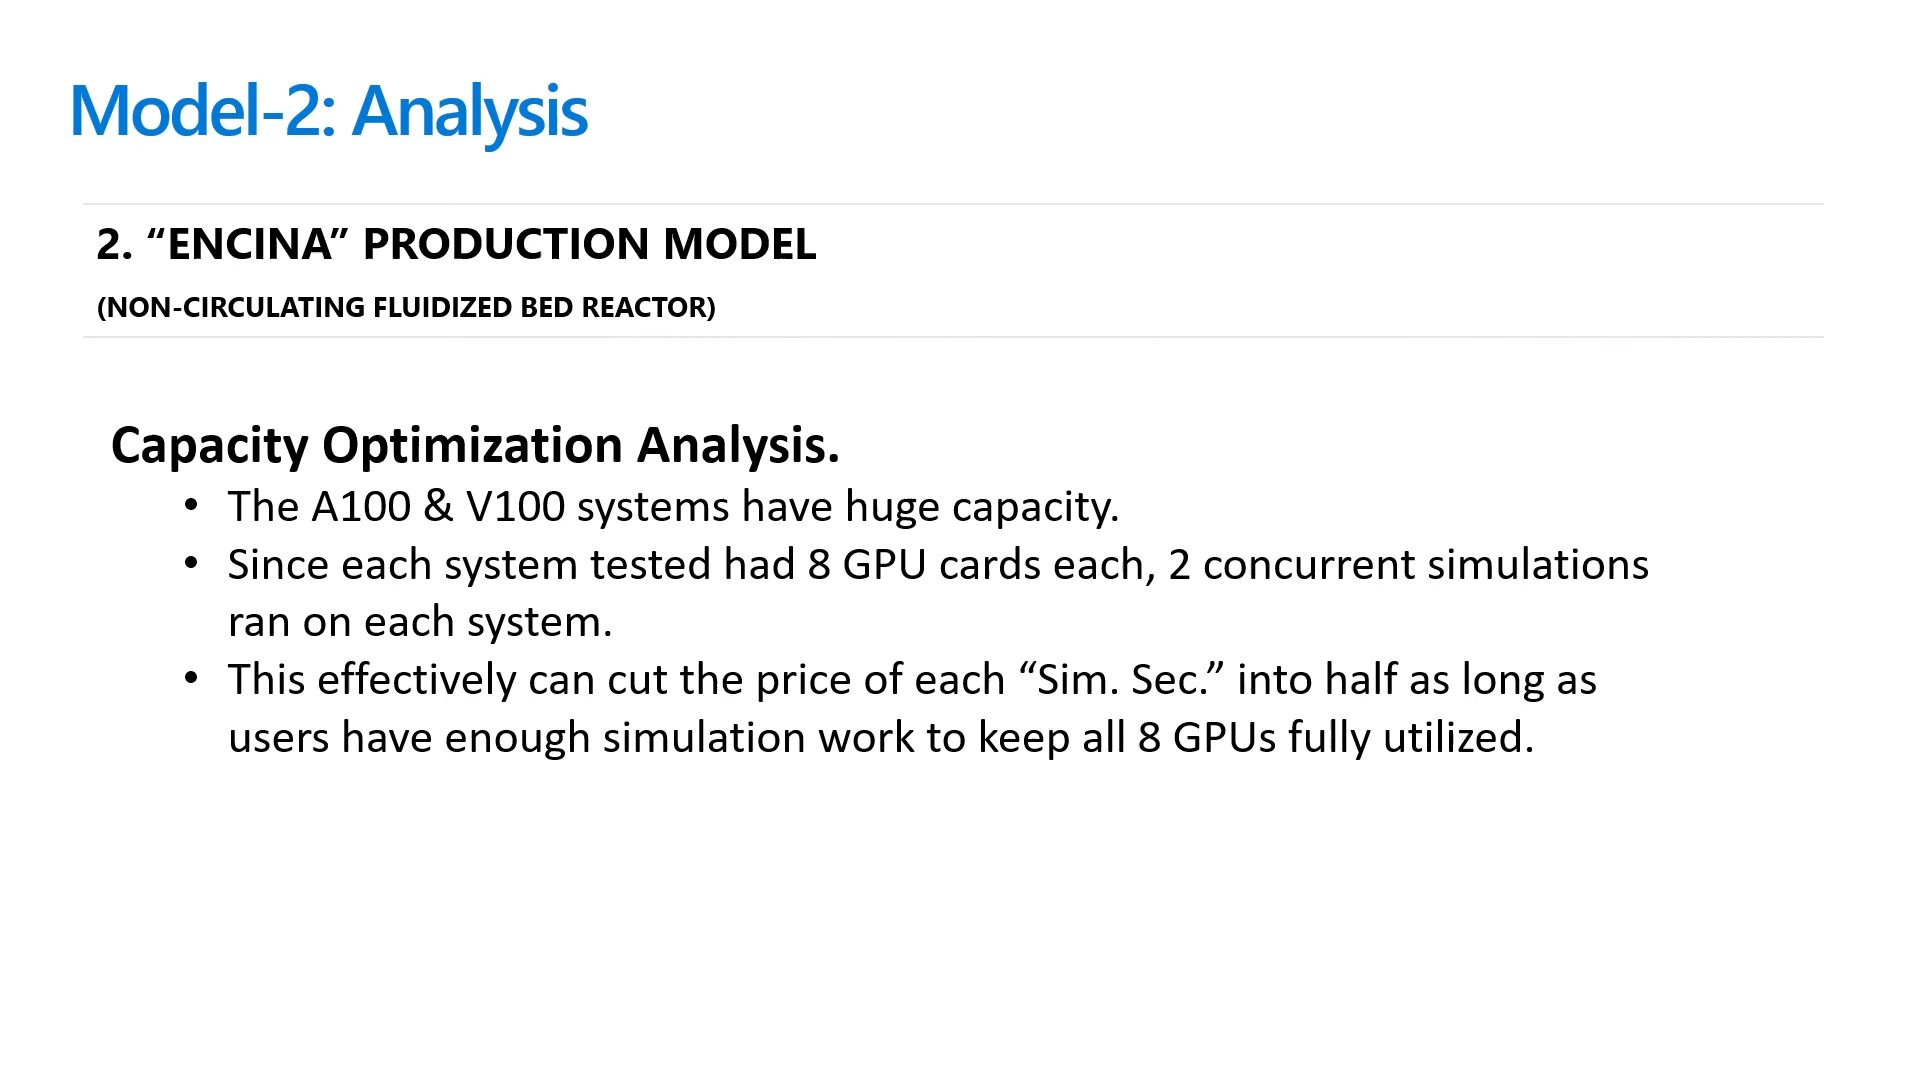 Model-2: Analysis
2. “ENCINA” PRODUCTION MODEL
(NON-CIRCULATING FLUIDIZED BED REACTOR)
Capacity Optimization Analysis.
• The A100 & V100 systems have huge capacity.
• Since each system tested had 8 GPU cards each, 2 concurrent simulations
ran on each system.
• This effectively can cut the price of each “Sim. Sec.” into half as long as
users have enough simulation work to keep all 8 GPUs fully utilized.